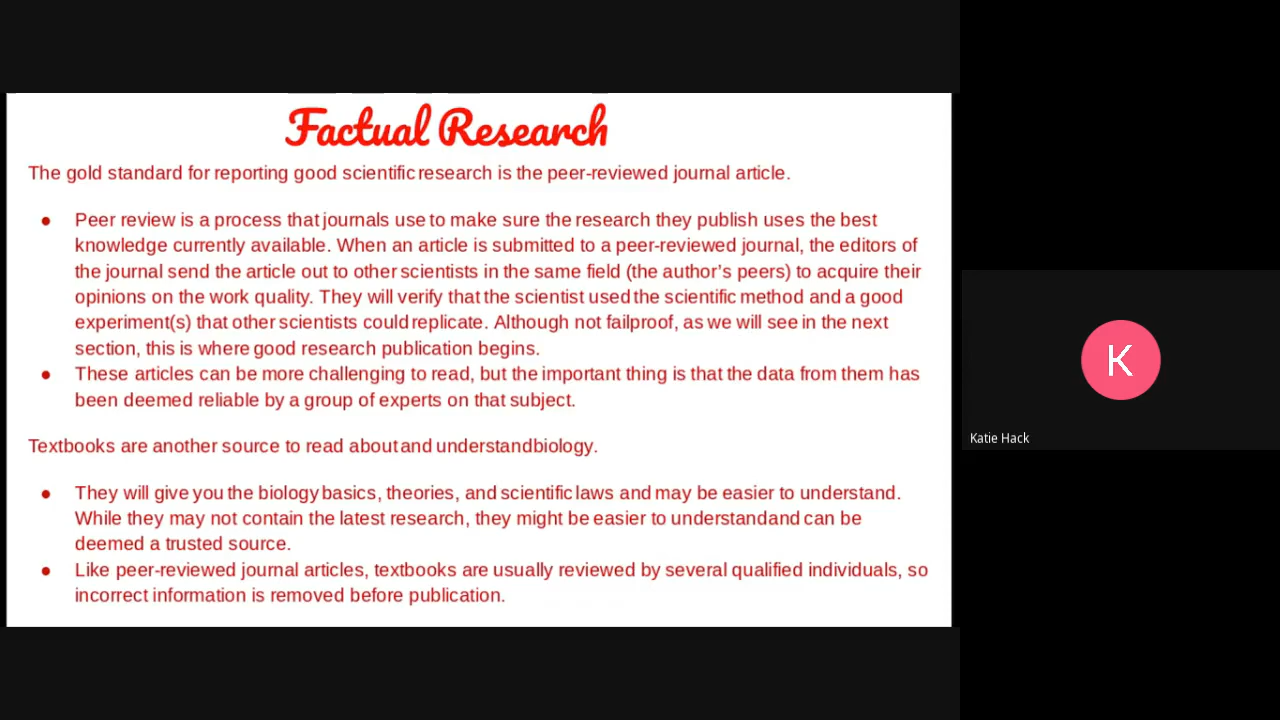 Factual Research
The gold standard for reporting good scientific research is the peer-reviewed journal article.
● Peer review is a process that journals use to make sure the research they publish uses the best
knowledge currently available. When an article is submitted to a peer-reviewed journal, the editors of
the journal send the article out to other scientists in the same field (the author's peers) to acquire their
opinions on the work quality. They will verify that the scientist used the scientific method and a good
experiment(s) that other scientists could replicate. Although not failproof, as we will see in the next
section, this is where good research publication begins.
● These articles can be more challenging to read, but the important thing is that the data from them has
been deemed reliable by a group of experts on that subject.
Textbooks are another source to read about and understandbiology.
● They will give you the biology basics, theories, and scientific laws and may be easier to understand.
While they may not contain the latest research, they might be easier to understandand can be
deemed a trusted source.
● Like peer-reviewed journal articles, textbooks are usually reviewed by several qualified individuals, so
incorrect information is removed before publication.
K
Katie Hack